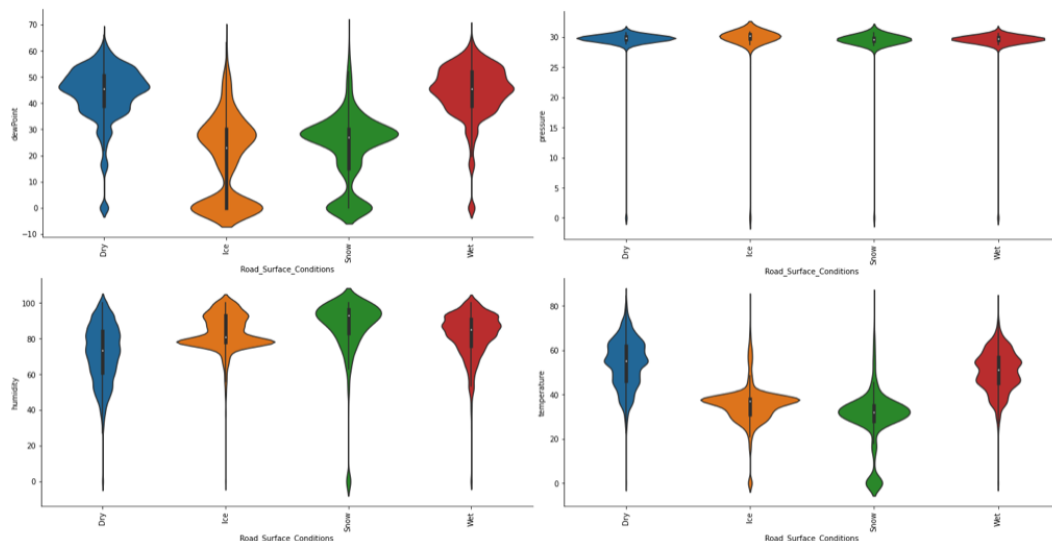 70
60
50
40
30
20
10
0
−10
dewPoint
Dry
Ice
Snow
Wet
Road_Surface_Conditions
30
25
20
15
10
5
0
pressure
Dry
Ice
Snow
Wet
Road_Surface_Conditions
100
80
60
40
20
0
humidity
Dry
Ice
Snow
Wet
Road_Surface_Conditions
80
60
40
20
0
temperature
Dry
Ice
Snow
Wet
Road_Surface_Conditions